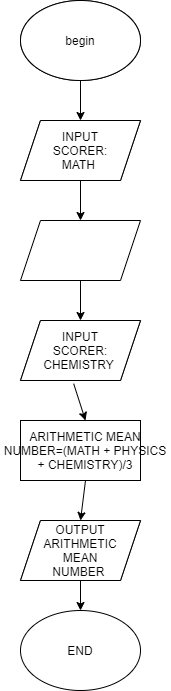 begin
INPUT
SCORER:
MATH
INPUT
SCORER:
CHEMISTRY
ARITHMETIC MEAN
NUMBER=(MATH + PHYSICS
+ CHEMISTRY)/3
OUTPUT
ARITHMETIC
MEAN
NUMBER
END